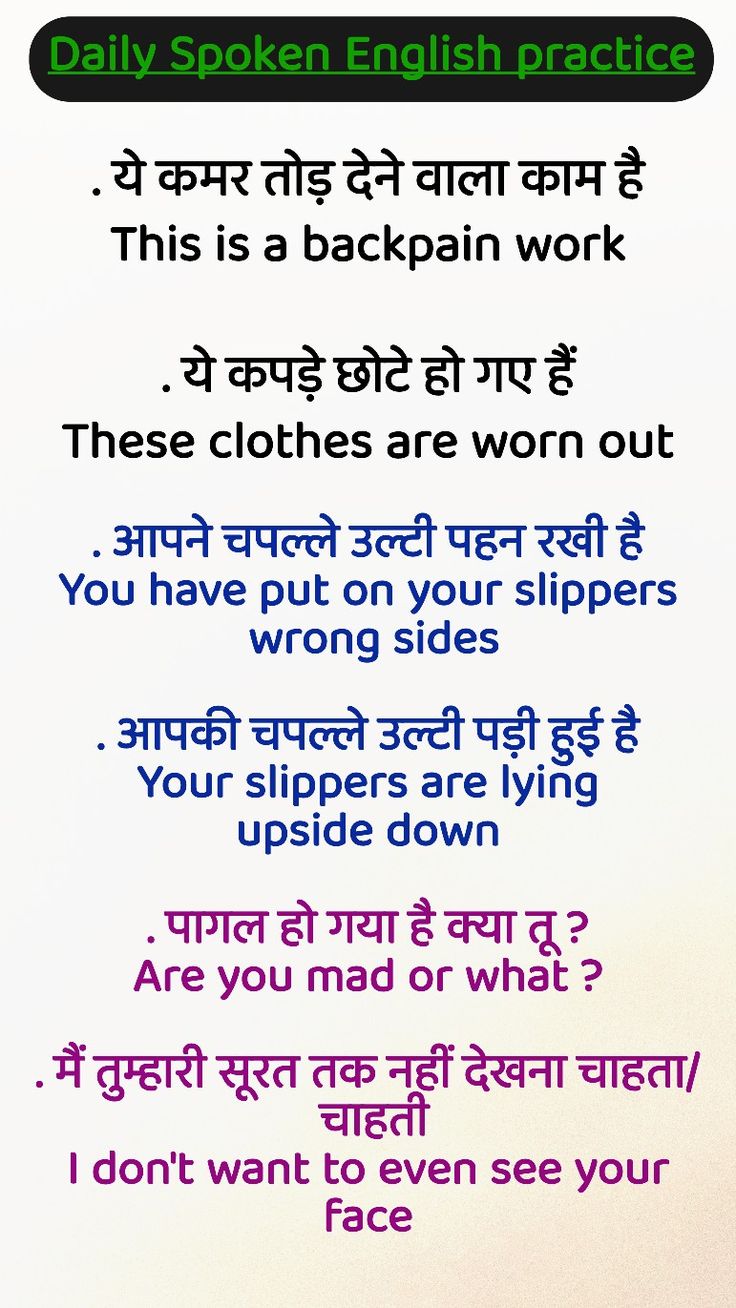 Daily Spoken English practice
. ये कमर तोड़ देने वाला काम है
This is a backpain work
. ये कपड़े छोटे हो गए हैं
These clothes are worn out
. आपने चपल्ले उल्टी पहन रखी है
You have put on your slippers
wrong sides
. आपकी चपल्ले उल्टी पड़ी हुई है
Your slippers are lying
upside down
. पागल हो गया है क्या तू ?
Are you mad or what ?
. मैं तुम्हारी सूरत तक नहीं देखना चाहता/
चाहती
I don't want to even see your
face